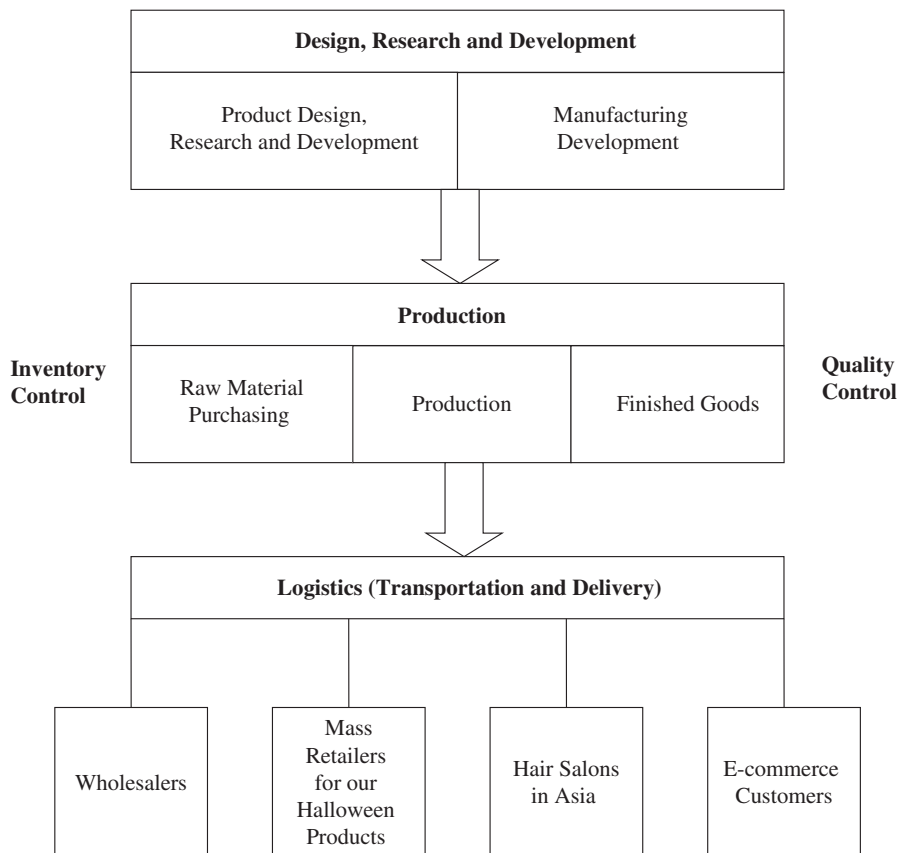 Design, Research and Development
Product Design,
Research and Development
Manufacturing
Development
Production
Inventory
Control
Raw Material
Purchasing
Production
Finished Goods
Quality
Control
Logistics (Transportation and Delivery)
Wholesalers
Mass
Retailers
for our
Halloween
Products
Hair Salons
in Asia
E-commerce
Customers